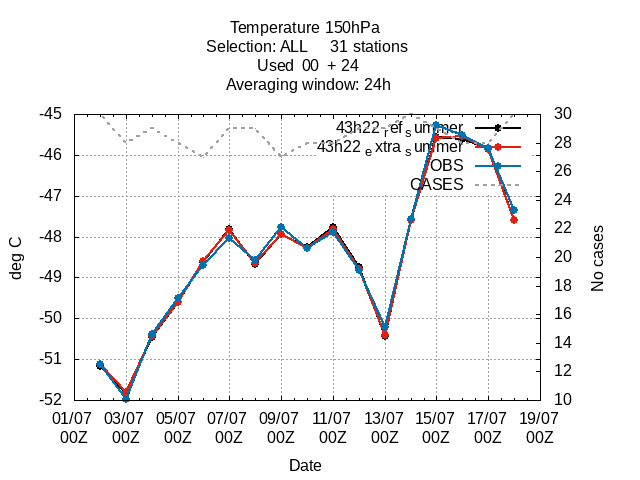 Temperature 150hPa
Selection: ALL 31 stations
Used 00 + 24
Averaging window: 24h
-45
-46
-47
-48
-49
-50
-51
-52
30
28
26
24
22
20
18
16
14
12
10
43h22_ref_summer
43h22_extra_summer
OBS
CASES
deg C
No cases
01/07 03/07 05/07 07/07 09/07 11/07 13/07 15/07 17/07 19/07
00Z 00Z 00Z 00Z 00Z 00Z 00Z 00Z 00Z 00Z
Date